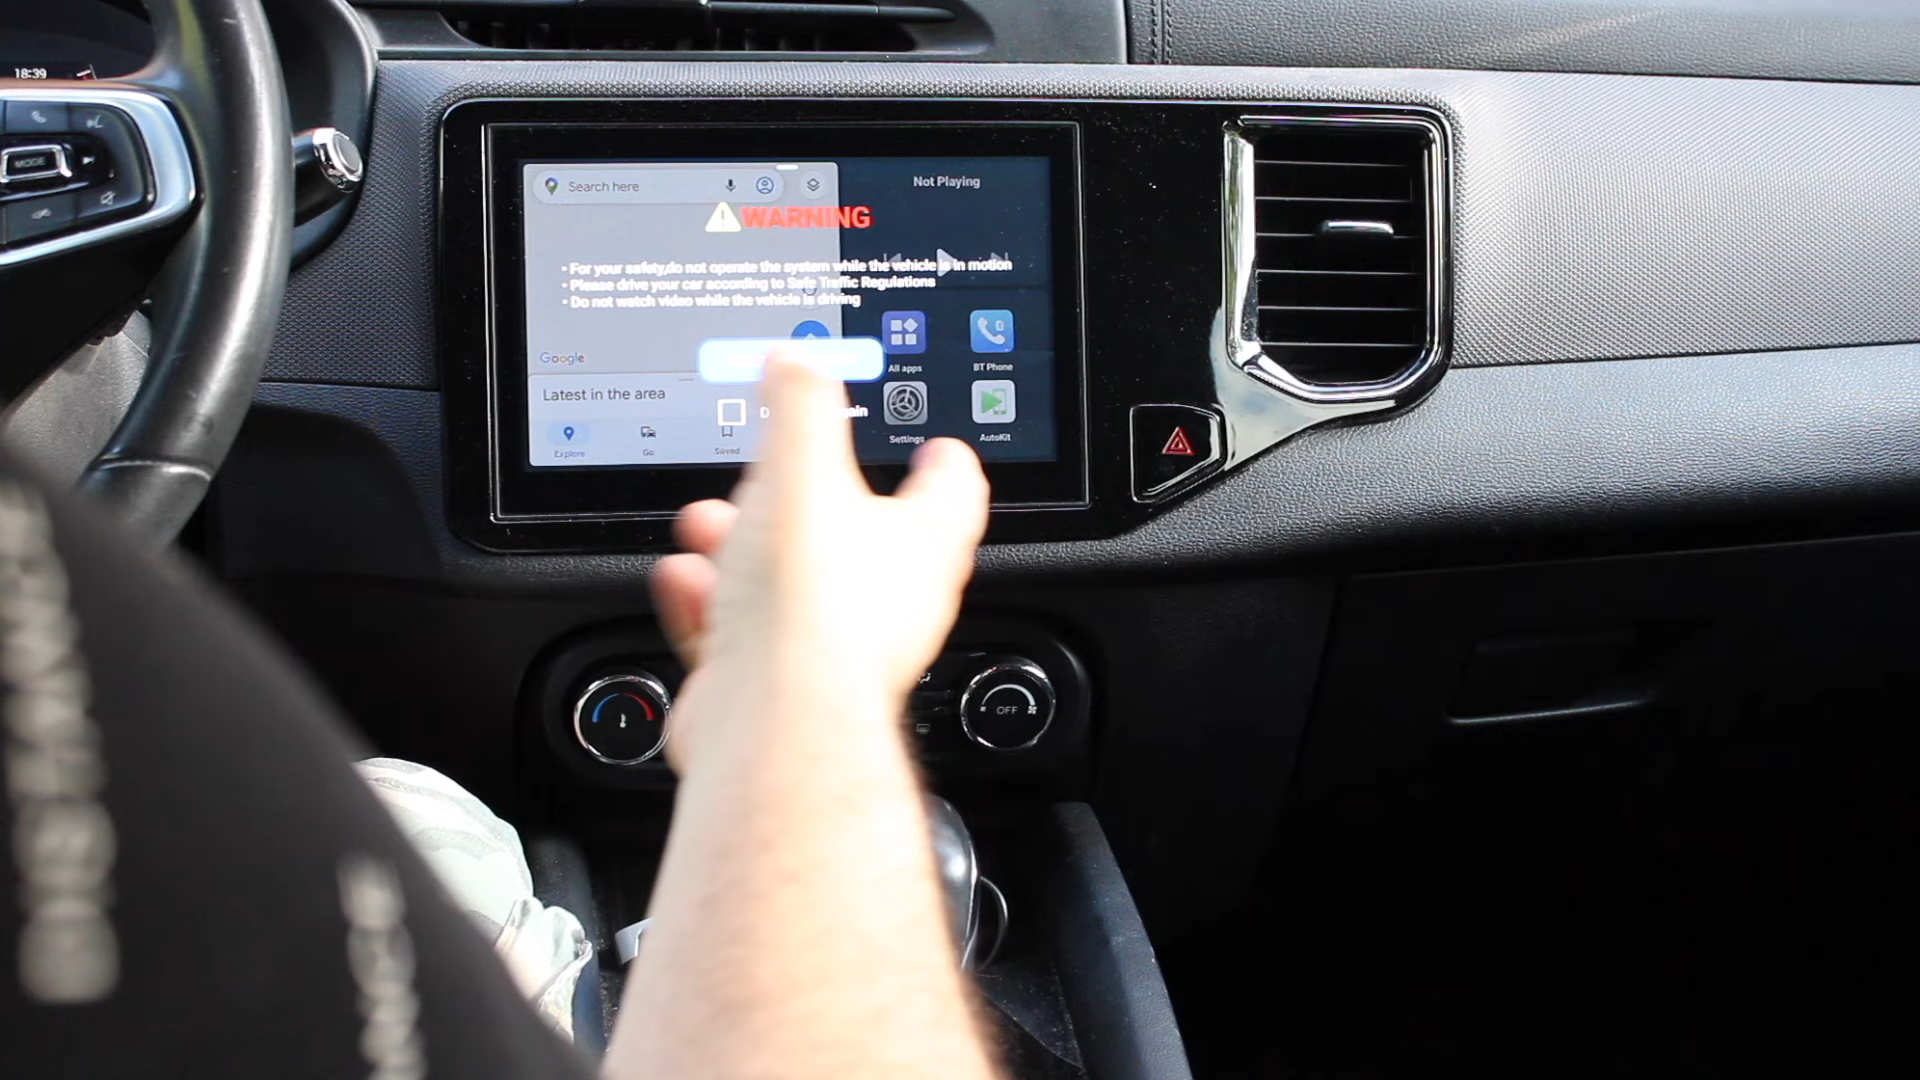 18:39
MODE
Search here
Not Playing
WARNING
• For your safety,do not operate the system while the vehicle is in motion
• Please drive your car according to Safe Traffic Regulations
• Do not watch video while the vehicle is driving
Google
All apps
BT Phone
Latest in the area
Explore
Go
Saved
Settings
AutoKit
OFF